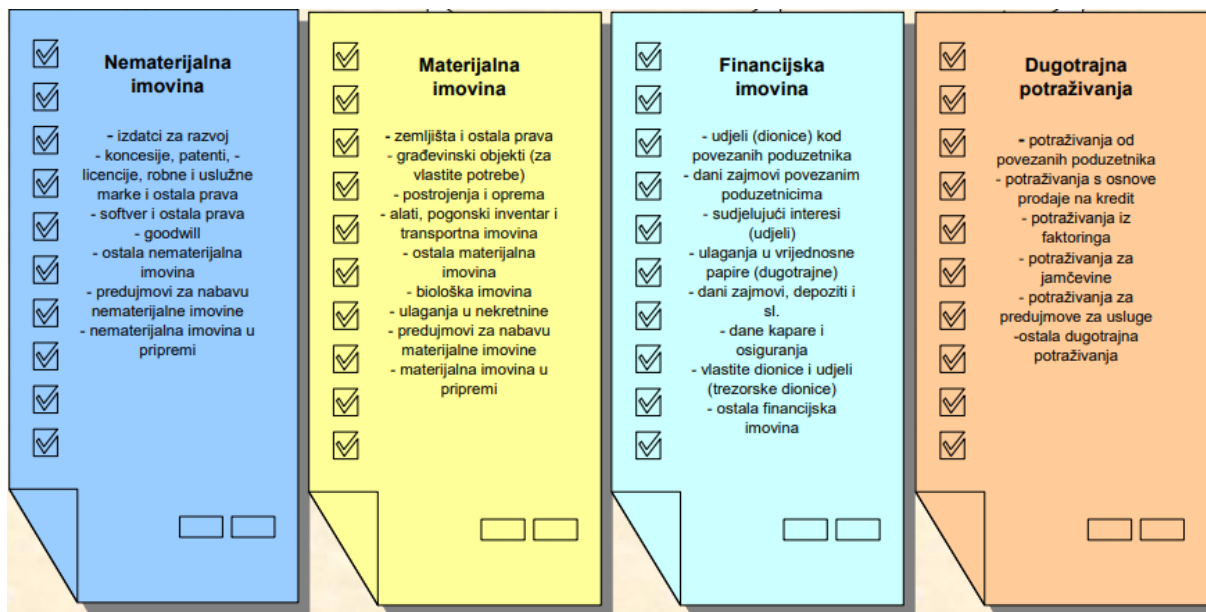 Nematerijalna
imovina
- izdatci za razvoj
- koncesije, patenti, -
licencije, robne i uslužne
marke i ostala prava
- softver i ostala prava
- goodwill
- ostala nematerijalna
imovina
- predujmovi za nabavu
nematerijalne imovine
- nematerijalna imovina u
pripremi
Materijalna
imovina
- zemljišta i ostala prava
- građevinski objekti (za
vlastite potrebe)
- postrojenja i oprema
- alati, pogonski inventar i
transportna imovina
- ostala materijalna
imovina
- biološka imovina
- ulaganja u nekretnine
- predujmovi za nabavu
materijalne imovine
- materijalna imovina u
pripremi
Financijska
imovina
- udjeli (dionice) kod
povezanih poduzetnika
- dani zajmovi povezanim
poduzetnicima
- sudjelujući interesi
(udjeli)
- ulaganja u vrijednosne
papire (dugotrajne)
- dani zajmovi, depoziti i
sl.
- dane kapare i
osiguranja
- vlastite dionice i udjeli
(trezorske dionice)
- ostala financijska
imovina
Dugotrajna
potraživanja
- potraživanja od
povezanih poduzetnika
- potraživanja s osnove
prodaje na kredit
- potraživanja iz
faktoringa
- potraživanja za
jamčevine
- potraživanja za
predujmove za usluge
-ostala dugotrajna
potraživanja